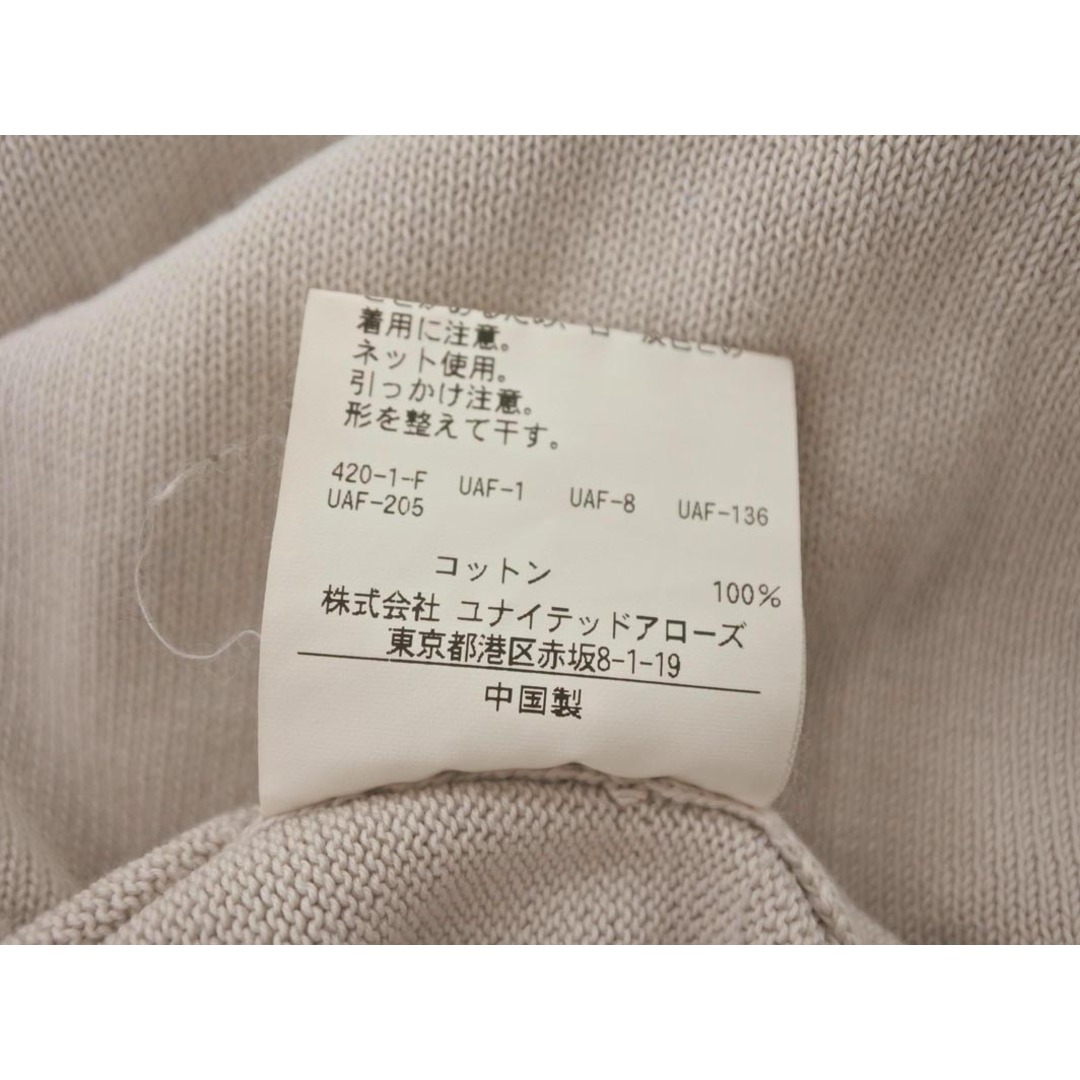 着用に注意。
ネット使用。
引っかけ注意。
形を整えて干す。
420-1-F UAF-1 UAF-8 UAF-136
UAF-205
コットン 100%
株式会社 ユナイテッドアローズ
東京都港区赤坂8-1-19
中国製